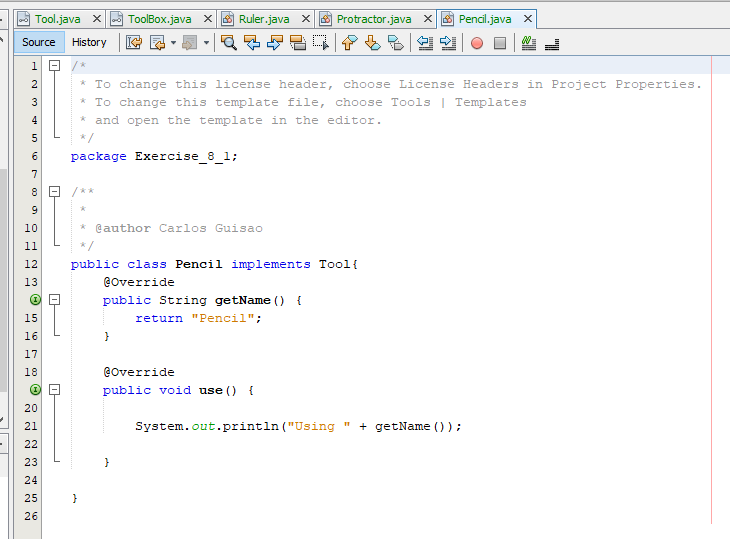 Tool.java ToolBox.java Ruler.java Protractor.java Pencil.java
Source History
1 /*
2 * To change this license header, choose License Headers in Project Properties.
3 * To change this template file, choose Tools | Templates
4 * and open the template in the editor.
5 */
6 package Exercise_8_1;
7
8 /**
9 *
10 * @author Carlos Guisao
11 */
12 public class Pencil implements Tool{
13 @Override
public String getName() {
15 return "Pencil";
16 }
17
18 @Override
public void use() {
20
21 System.out.println("Using " + getName());
22
23 }
24
25 }
26